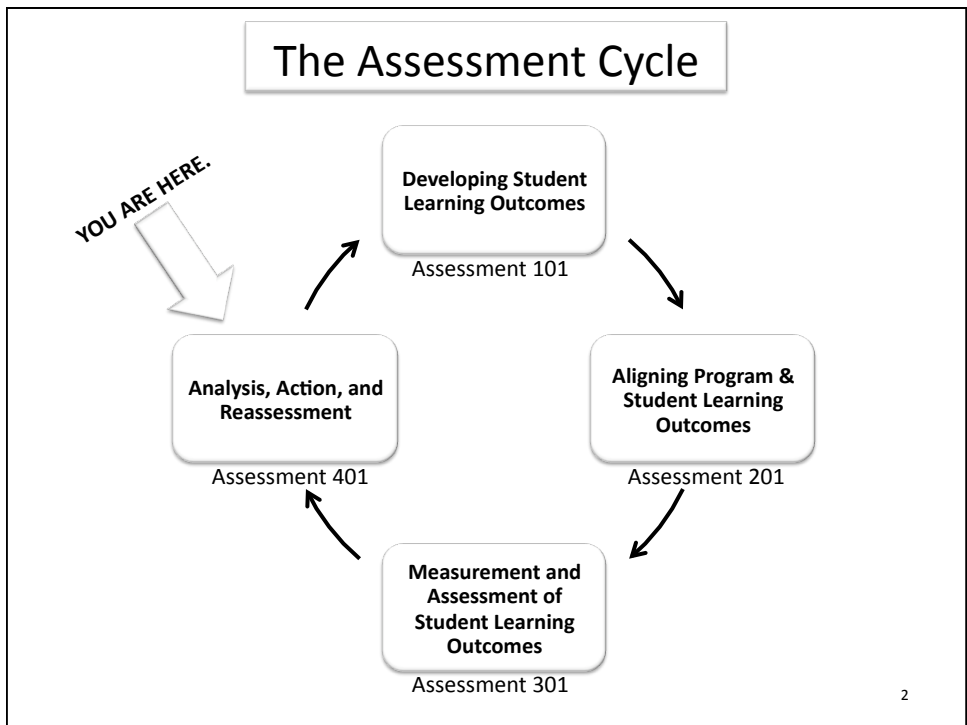 The Assessment Cycle
YOU ARE HERE.
Developing Student
Learning Outcomes
Assessment 101
Aligning Program &
Student Learning
Outcomes
Assessment 201
Measurement and
Assessment of
Student Learning
Outcomes
Assessment 301
Analysis, Action, and
Reassessment
Assessment 401
2